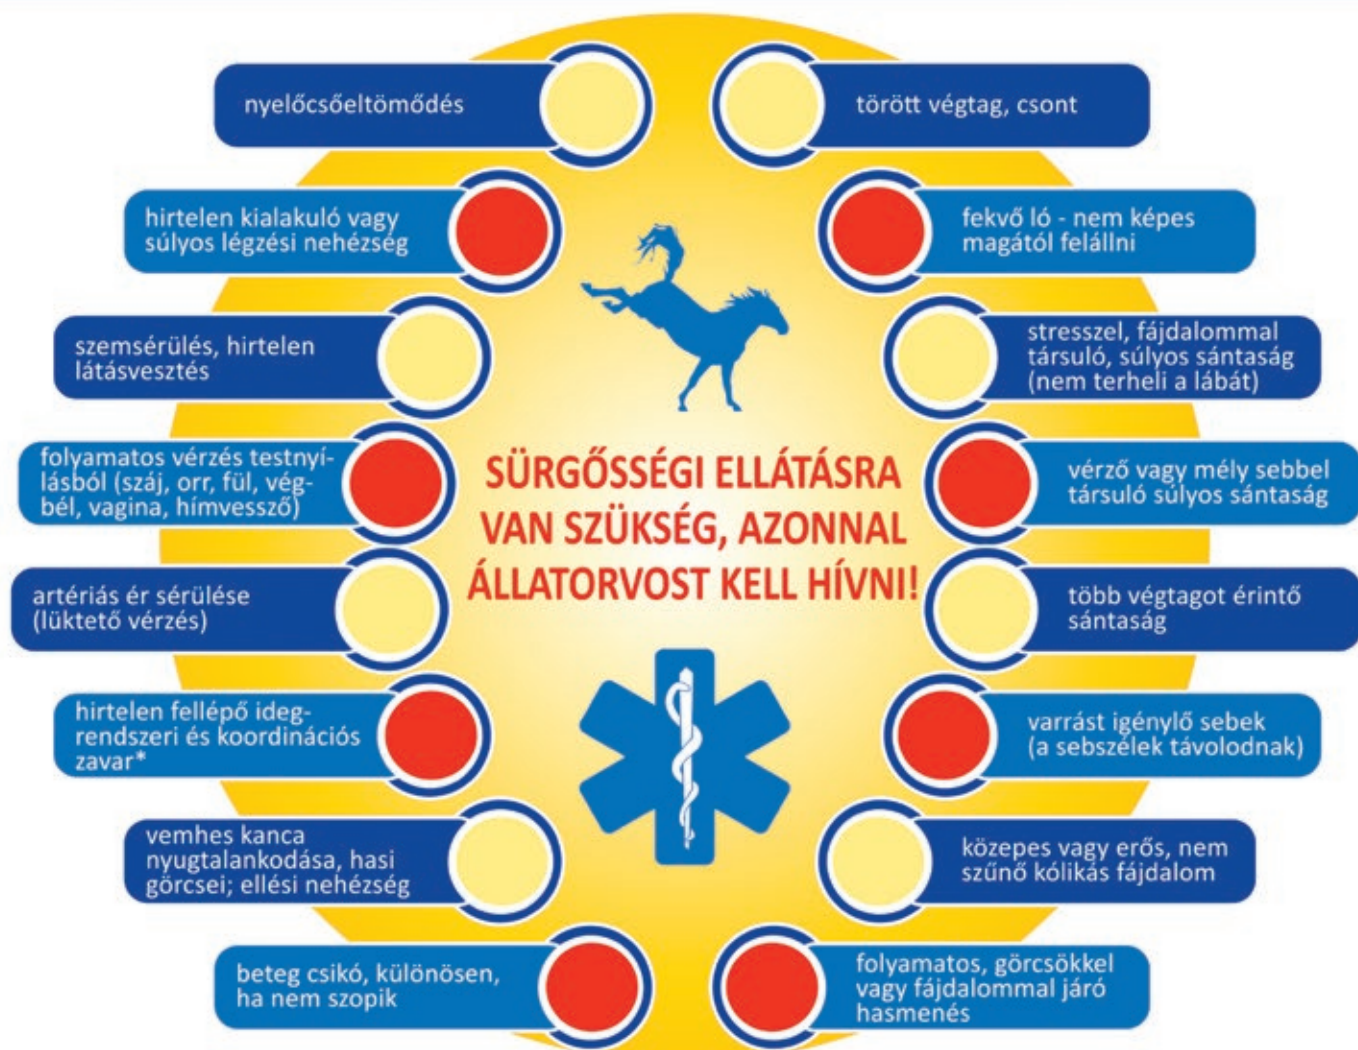 nyelőcsőeltömődés
törött végtag, csont
hirtelen kialakuló vagy
súlyos légzési nehézség
fekvő ló - nem képes
magától felállni
szemsérülés, hirtelen
látásvesztés
stresszel, fájdalommal
társuló, súlyos sántaság
(nem terheli a lábát)
folyamatos vérzés testnyí-
lásból (száj, orr, fül, vég-
bél, vagina, hímvessző)
SÜRGŐSSÉGI ELLÁTÁSRA
VAN SZÜKSÉG, AZONNAL
ÁLLATORVOST KELL HÍVNI!
vérző vagy mély sebbel
társuló súlyos sántaság
artériás ér sérülése
(lüktető vérzés)
több végtagot érintő
sántaság
hirtelen fellépő ideg-
rendszeri és koordinációs
zavar*
varrást igénylő sebek
(a sebszélek távolodnak)
vemhes kanca
nyugtalankodása, hasi
görcsei; ellési nehézség
közepes vagy erős, nem
szűnő kólikás fájdalom
beteg csikó, különösen,
ha nem szopik
folyamatos, görcsökkel
vagy fájdalommal járó
hasmenés